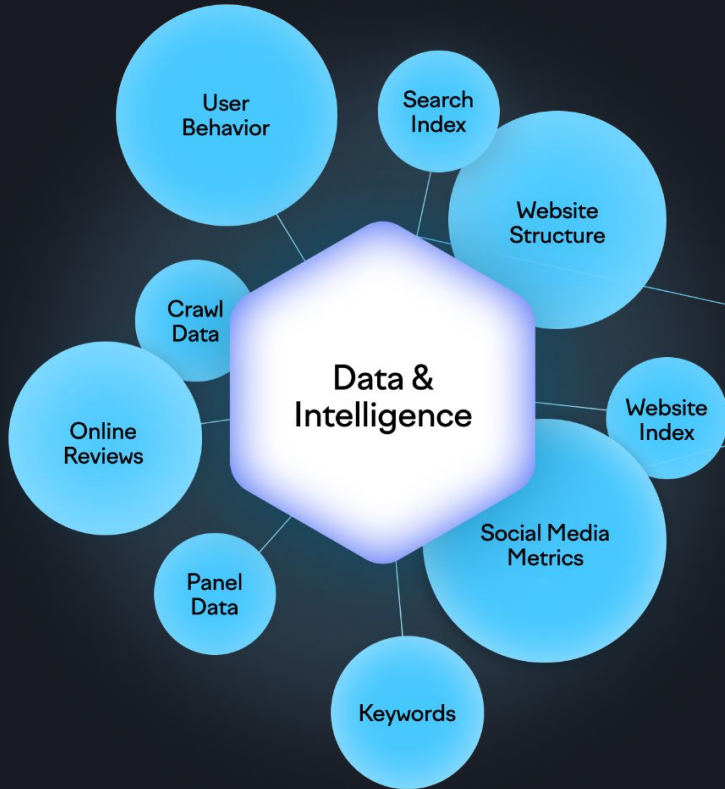 User
Behavior
Search
Index
Website
Structure
Crawl
Data
Data &
Intelligence
Online
Reviews
Website
Index
Social Media
Metrics
Panel
Data
Keywords